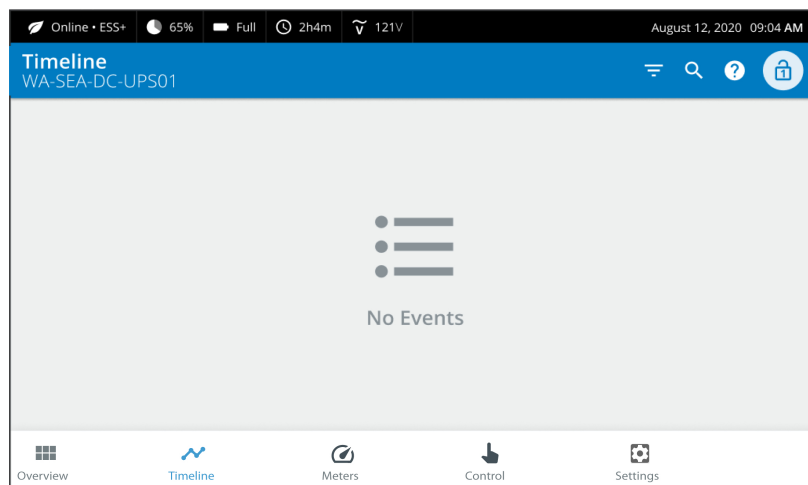 Online • ESS+ 65% Full 2h4m 121V August 12, 2020 09:04 AM
Timeline
WA-SEA-DC-UPS01
1
No Events
Overview Timeline Meters Control Settings